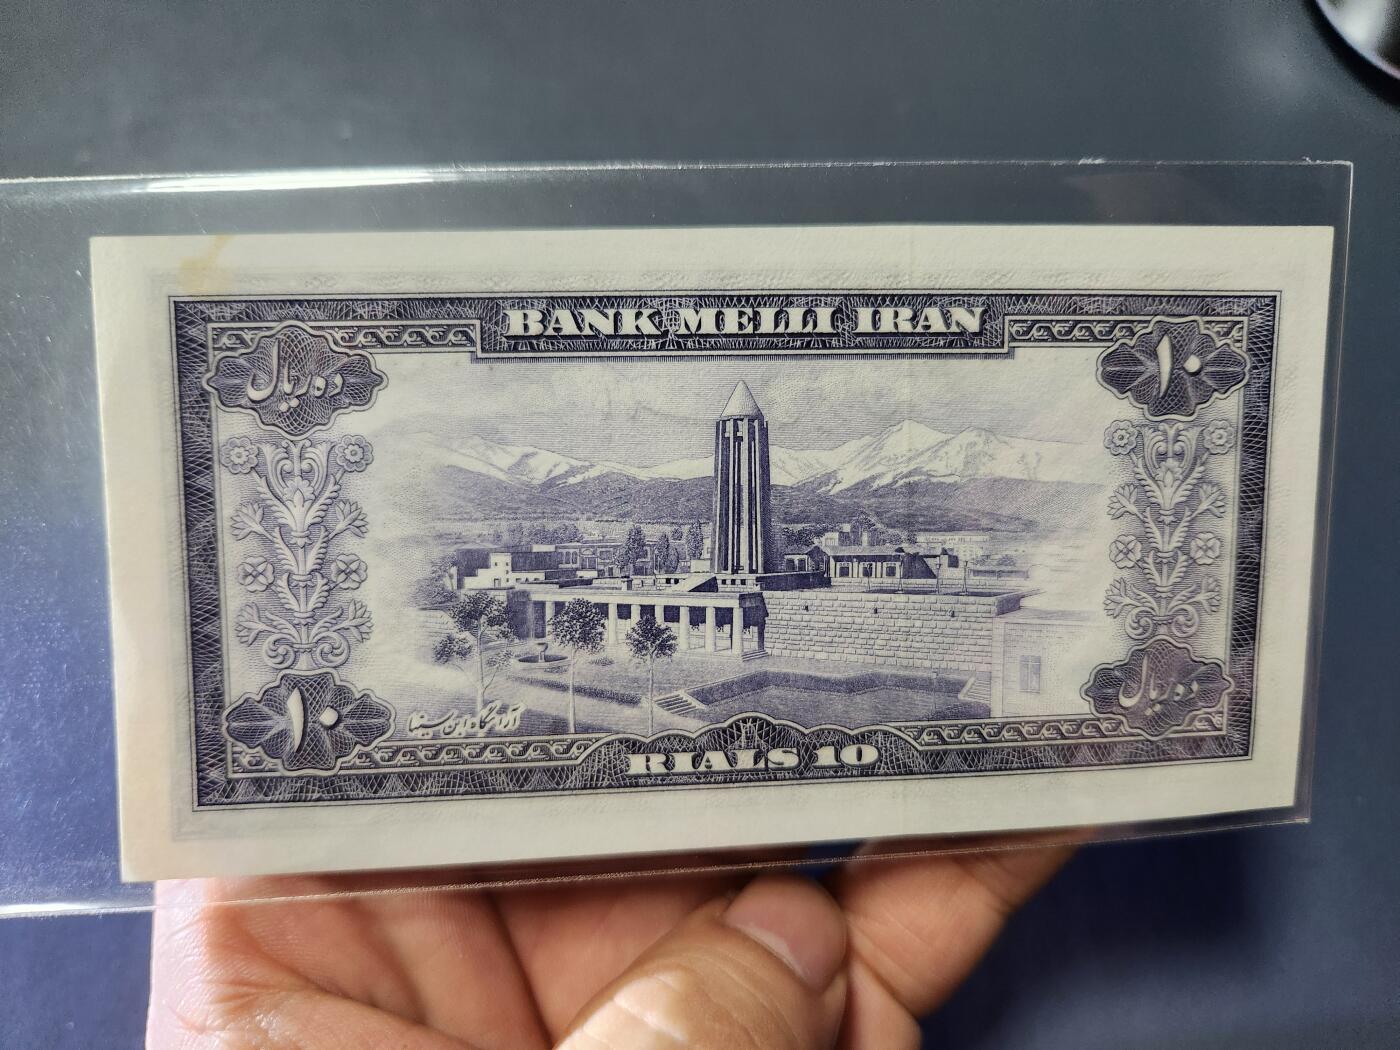 BANK MELLI IRAN
ده ریال
۱۰
۱۰
آرامگاه ابن سینا
ده ریال
RIALS 10